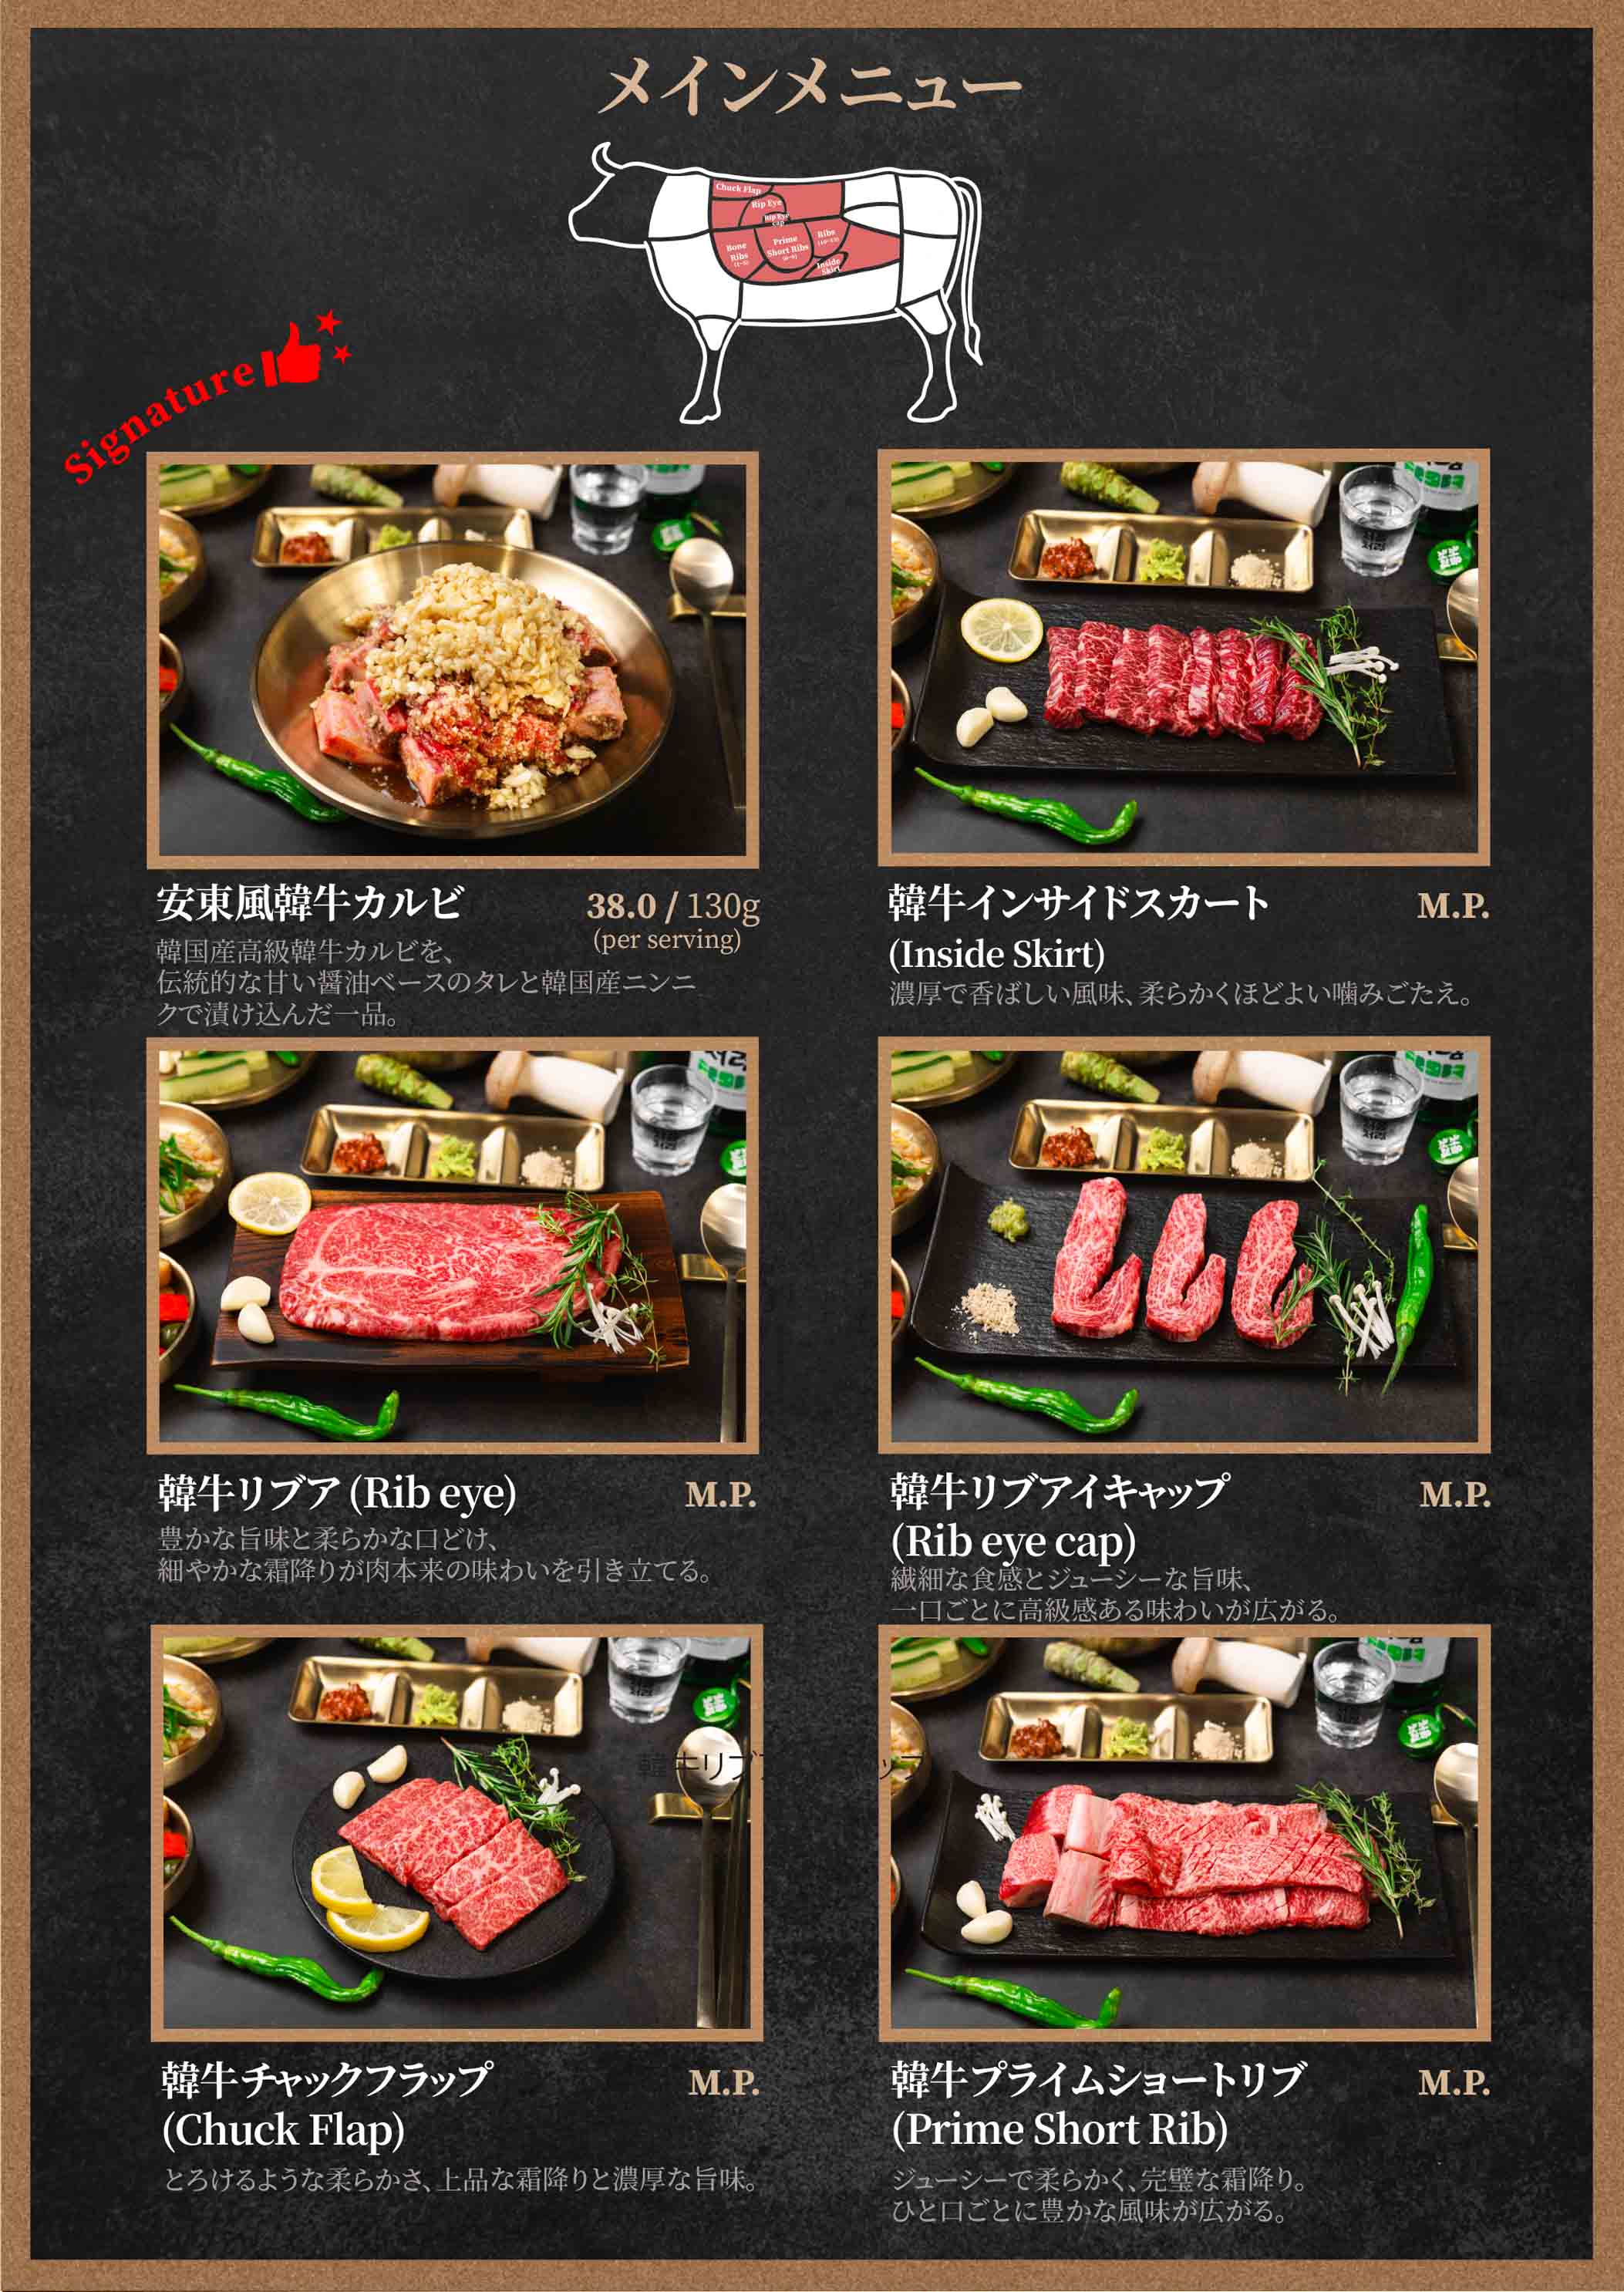 メインメニュー
Chuck Flap
Rip Eye
Rip Eye
cap
Bone
Ribs
(1~5)
Prime
Short Ribs
(6~9)
Ribs
(10~13)
Inside
Skirt
Signature
安東風韓牛カルビ
38.0 / 130g
(per serving)
韓国産高級韓牛カルビを、
伝統的な甘い醤油ベースのタレと韓国産ニンニ
クで漬け込んだ一品。
韓牛インサイドスカート
M.P.
(Inside Skirt)
濃厚で香ばしい風味、柔らかくほどよい噛みごたえ。
韓牛リブア (Rib eye)
M.P.
豊かな旨味と柔らかな口どけ、
細やかな霜降りが肉本来の味わいを引き立てる。
韓牛リブアイキャップ
M.P.
(Rib eye cap)
繊細な食感とジューシーな旨味、
一口ごとに高級感ある味わいが広がる。
韓牛リブ
ップ
韓牛チャックフラップ
M.P.
(Chuck Flap)
とろけるような柔らかさ、上品な霜降りと濃厚な旨味。
韓牛プライムショートリブ
M.P.
(Prime Short Rib)
ジューシーで柔らかく、完璧な霜降り。
ひと口ごとに豊かな風味が広がる。